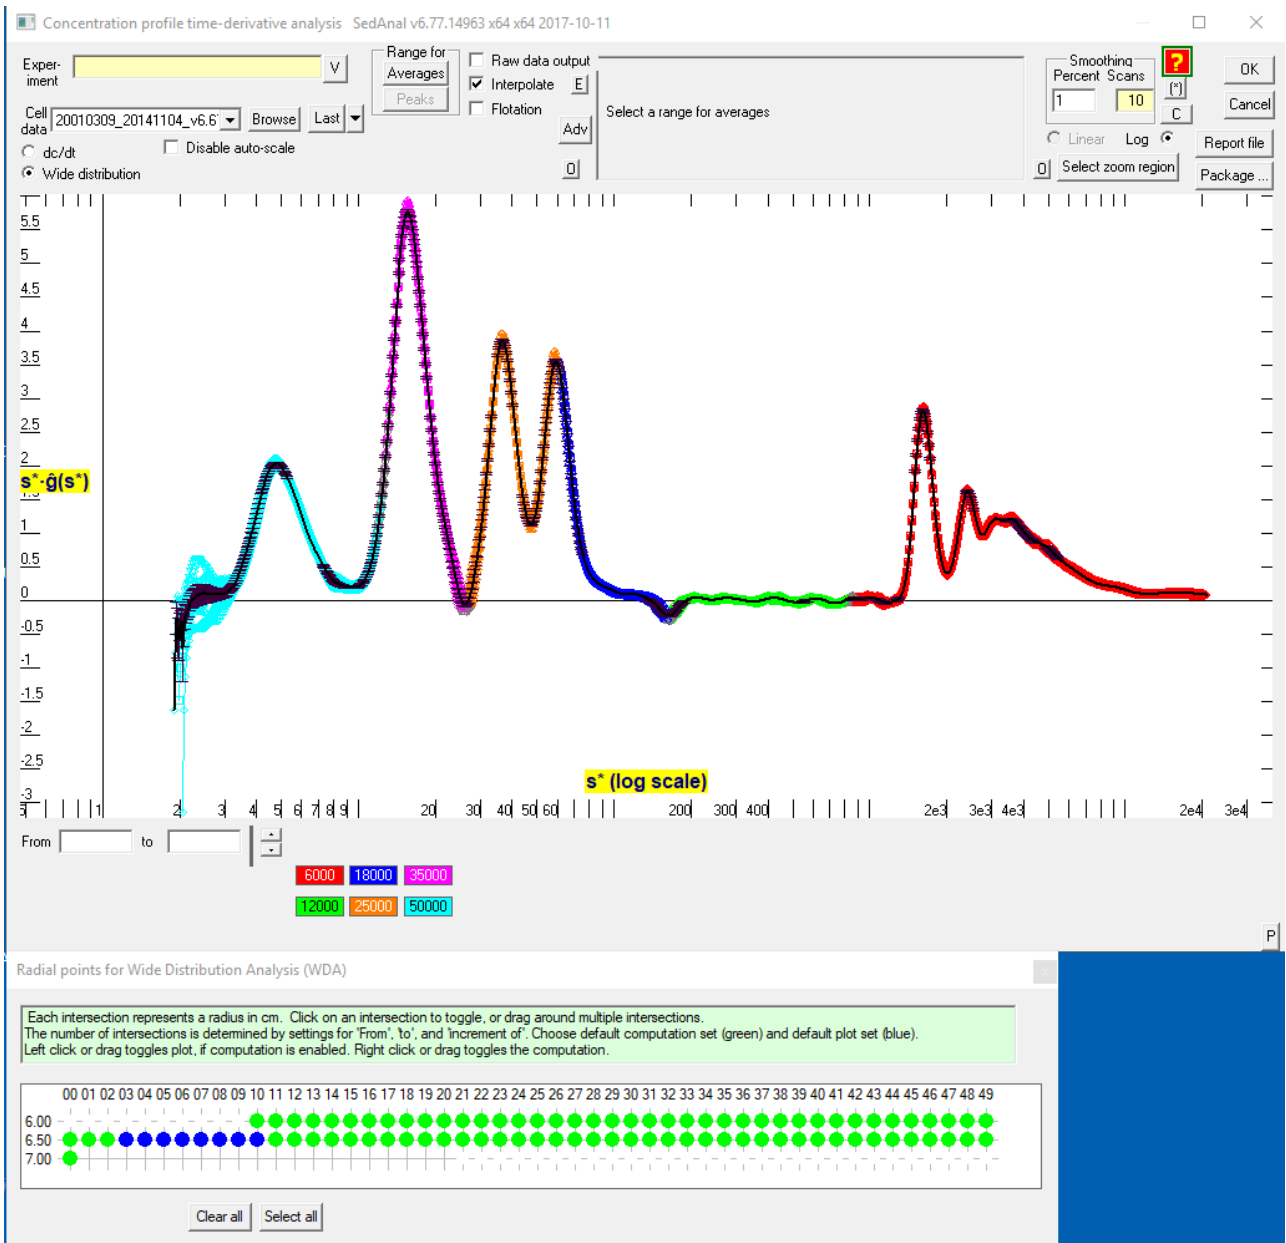 Concentration profile time-derivative analysis SedAnal v6.77.14963 x64 x64 2017-10-11
Exper-
iment
V
Range for
Averages
Peaks
Raw data output
Interpolate E
Flotation
Adv
0
Select a range for averages
Smoothing
Percent Scans
1 10
?
(*)
C
OK
Cancel
Cell
data
20010309_20141104_v6.6
Browse
Last
dc/dt
Disable auto-scale
Wide distribution
Linear Log
0
Select zoom region
Report file
Package ...
5.5
5
4.5
4
3.5
3
2.5
2
s*·ĝ(s*)
1
0.5
0
-0.5
-1
-1.5
-2
-2.5
-3
s* (log scale)
1 2 3 4 5 6 7 8 9 20 30 40 50 60 200 300 400 2e3 3e3 4e3 2e4 3e4
From to
6000 18000 35000
12000 25000 50000
P
Radial points for Wide Distribution Analysis (WDA)
x
Each intersection represents a radius in cm. Click on an intersection to toggle, or drag around multiple intersections.
The number of intersections is determined by settings for 'From', 'to', and 'increment of'. Choose default computation set (green) and default plot set (blue).
Left click or drag toggles plot, if computation is enabled. Right click or drag toggles the computation.
00 01 02 03 04 05 06 07 08 09 10 11 12 13 14 15 16 17 18 19 20 21 22 23 24 25 26 27 28 29 30 31 32 33 34 35 36 37 38 39 40 41 42 43 44 45 46 47 48 49
6.00
6.50
7.00
Clear all
Select all